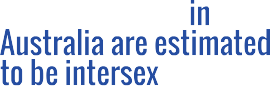 in
Australia are estimated
to be intersex